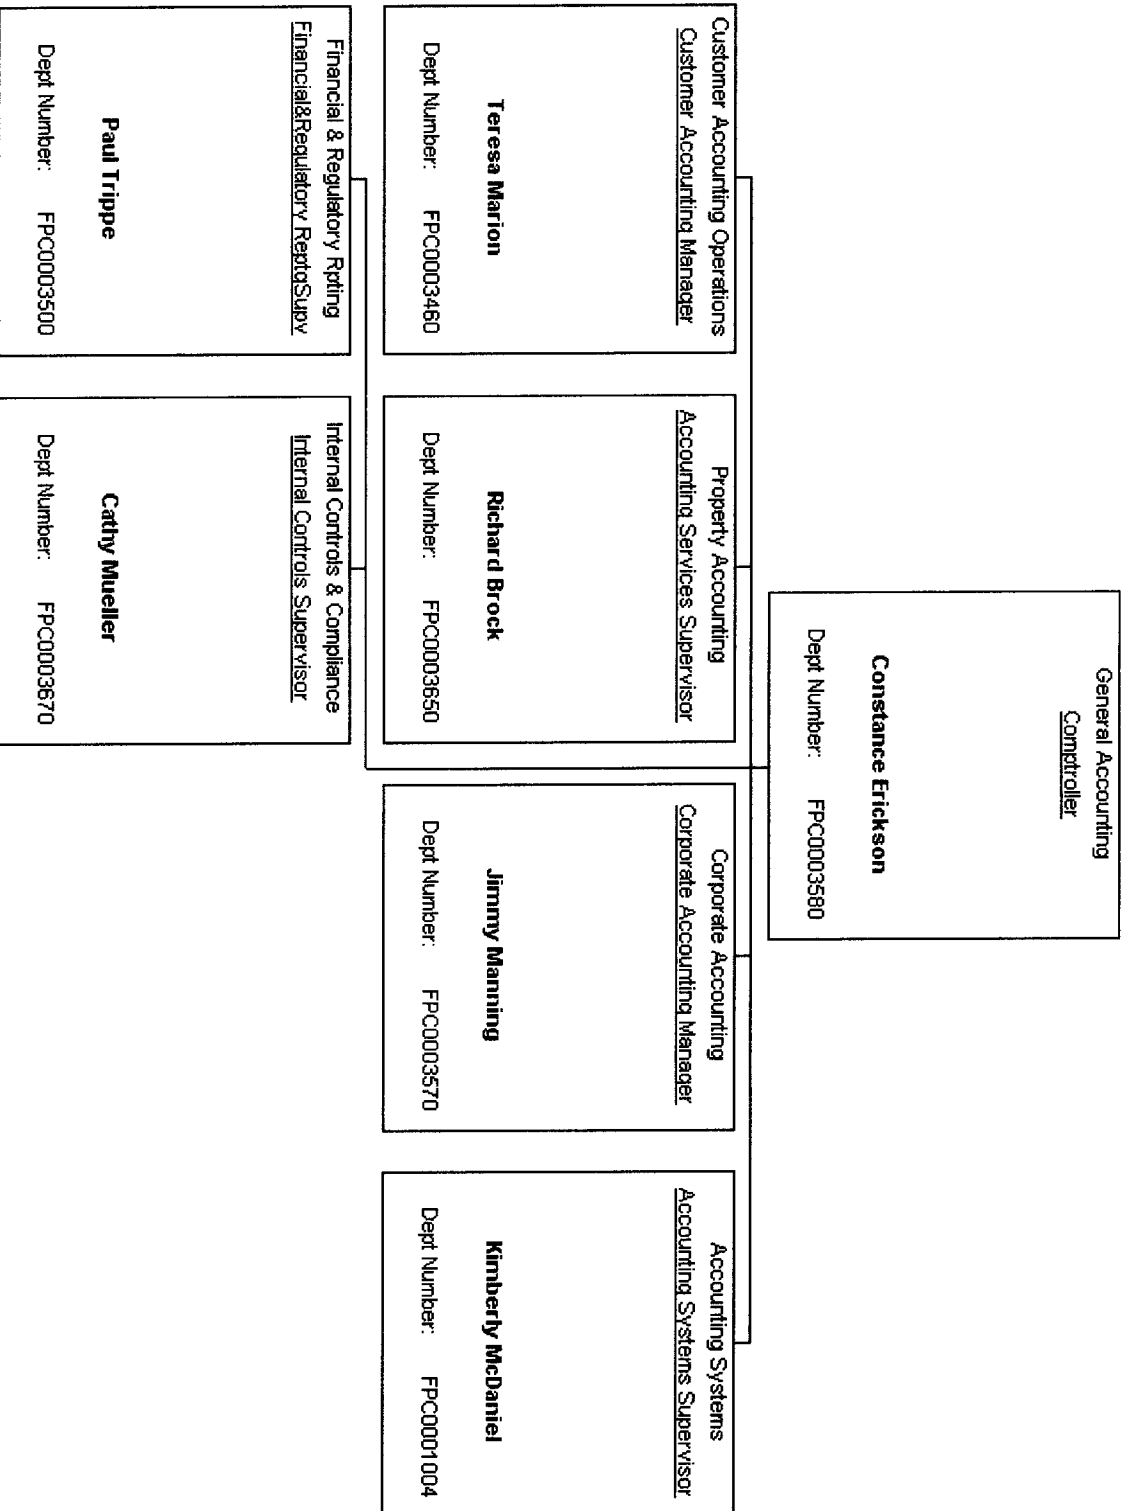 General Accounting
Comptroller
Constance Erickson
Dept Number: FPC0003580
Customer Accounting Operations
Customer Accounting Manager
Teresa Marion
Dept Number: FPC0003460
Property Accounting
Accounting Services Supervisor
Richard Brock
Dept Number: FPC0003650
Corporate Accounting
Corporate Accounting Manager
Jimmy Manning
Dept Number: FPC0003570
Accounting Systems
Accounting Systems Supervisor
Kimberly McDaniel
Dept Number: FPC0001004
Financial & Regulatory Rpting
Financial&Regulatory ReptgSupv
Paul Trippe
Dept Number: FPC0003500
Internal Controls & Compliance
Internal Controls Supervisor
Cathy Mueller
Dept Number: FPC0003670